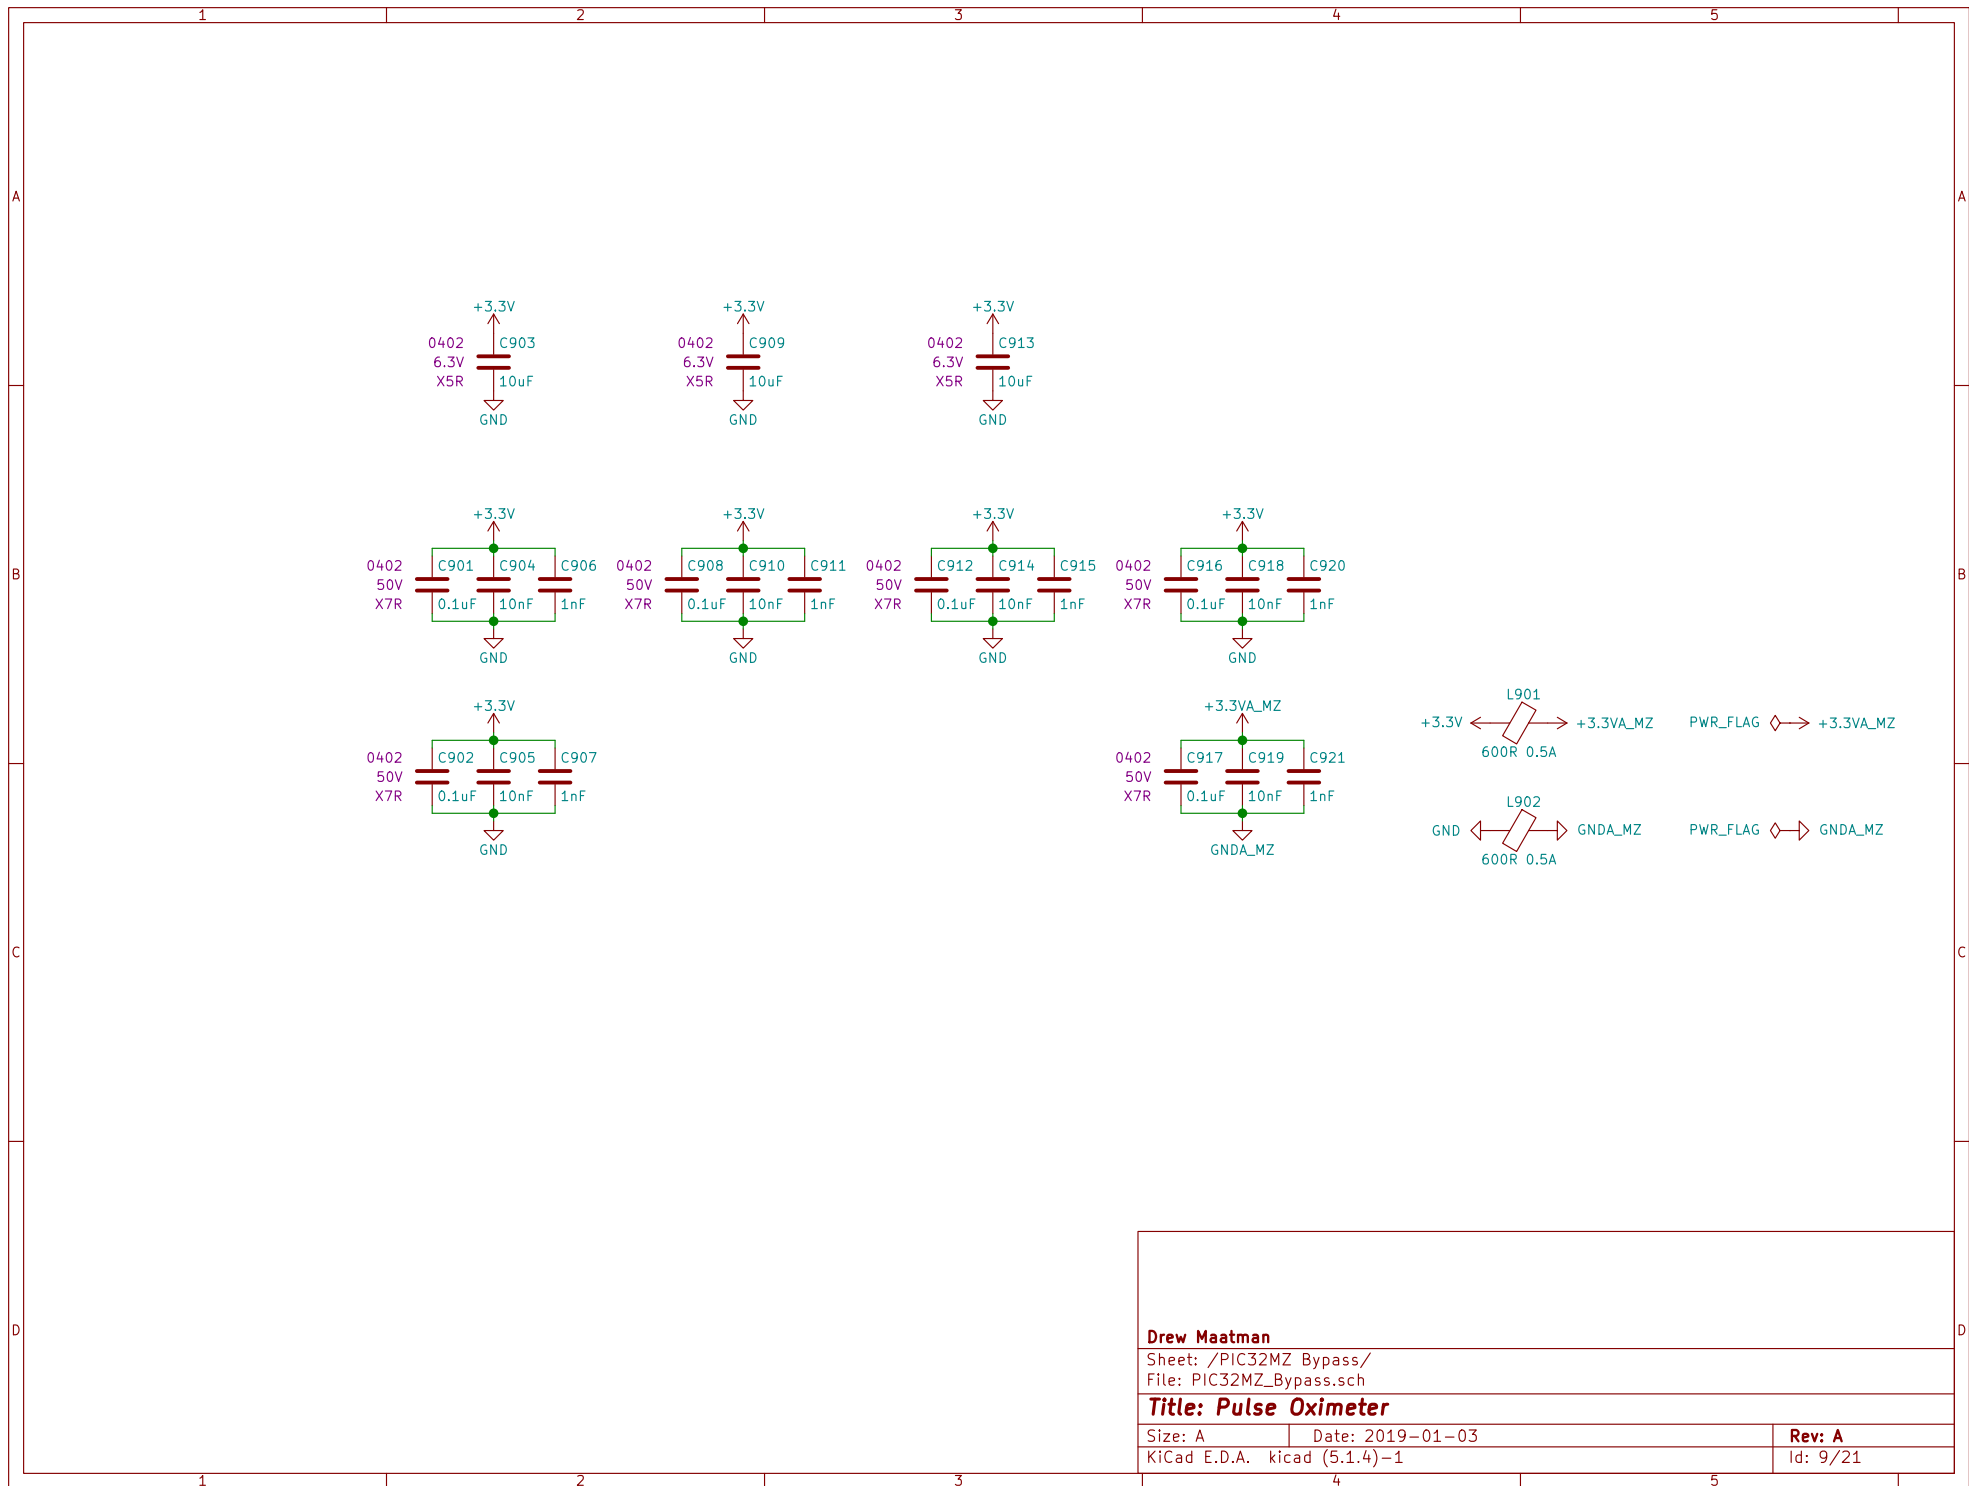 1 2 3 4 5
A A
+3.3V +3.3V +3.3V
0402 C903 0402 C909 0402 C913
6.3V 6.3V 6.3V
X5R 10uF X5R 10uF X5R 10uF
GND GND GND
+3.3V +3.3V +3.3V +3.3V
0402 C901 C904 C906 0402 C908 C910 C911 0402 C912 C914 C915 0402 C916 C918 C920
B B
50V 50V 50V 50V
X7R 0.1uF 10nF 1nF X7R 0.1uF 10nF 1nF X7R 0.1uF 10nF 1nF X7R 0.1uF 10nF 1nF
GND GND GND GND
L901
+3.3V +3.3VA_MZ
+3.3V +3.3VA_MZ PWR_FLAG +3.3VA_MZ
600R 0.5A
0402 C902 C905 C907 0402 C917 C919 C921
50V 50V
X7R 0.1uF 10nF 1nF X7R 0.1uF 10nF 1nF
L902
GND GNDA_MZ PWR_FLAG GNDA_MZ
GND GNDA_MZ
600R 0.5A
C C
D D
Drew Maatman
Sheet: /PIC32MZ Bypass/
File: PIC32MZ_Bypass.sch
Title: Pulse Oximeter
Size: A Date: 2019-01-03 Rev: A
KiCad E.D.A. kicad (5.1.4)-1 Id: 9/21
1 2 3 4 5